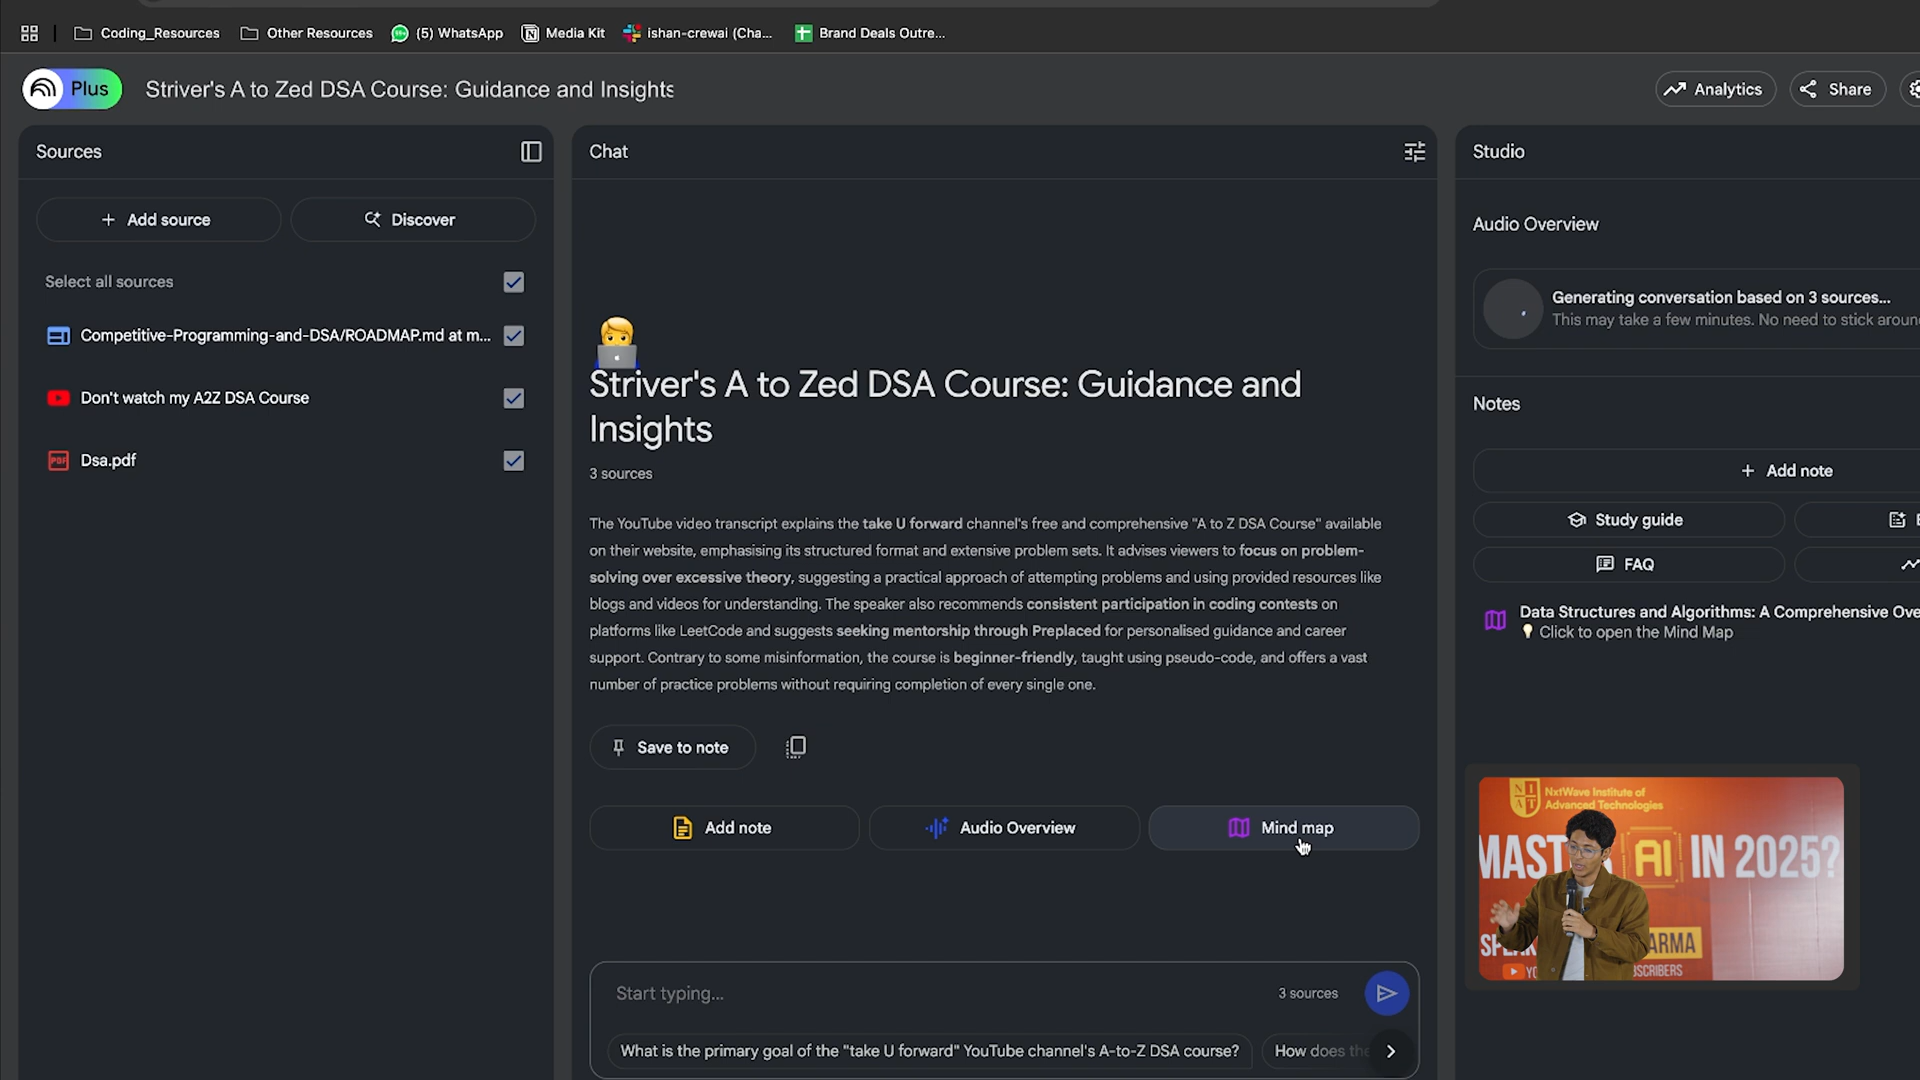 Coding_Resources
Other Resources
(5) WhatsApp
Media Kit
ishan-crewai (Cha...
Brand Deals Outre...
Plus
Striver's A to Zed DSA Course: Guidance and Insights
Analytics
Share
Sources
Chat
Studio
Add source
Discover
Select all sources
Competitive-Programming-and-DSA/ROADMAP.md at m...
Don't watch my A2Z DSA Course
PDF
Dsa.pdf
Striver's A to Zed DSA Course: Guidance and
Insights
3 sources
The YouTube video transcript explains the take U forward channel's free and comprehensive "A to Z DSA Course" available
on their website, emphasising its structured format and extensive problem sets. It advises viewers to focus on problem-
solving over excessive theory, suggesting a practical approach of attempting problems and using provided resources like
blogs and videos for understanding. The speaker also recommends consistent participation in coding contests on
platforms like LeetCode and suggests seeking mentorship through Preplaced for personalised guidance and career
support. Contrary to some misinformation, the course is beginner-friendly, taught using pseudo-code, and offers a vast
number of practice problems without requiring completion of every single one.
Save to note
Add note
Audio Overview
Mind map
Start typing...
3 sources
What is the primary goal of the "take U forward" YouTube channel's A-to-Z DSA course?
How does the
Audio Overview
Generating conversation based on 3 sources...
This may take a few minutes. No need to stick around
Notes
Add note
Study guide
FAQ
Data Structures and Algorithms: A Comprehensive Ove
Click to open the Mind Map
NIAT
NxtWave Institute of
Advanced Technologies
AI IN 2025?